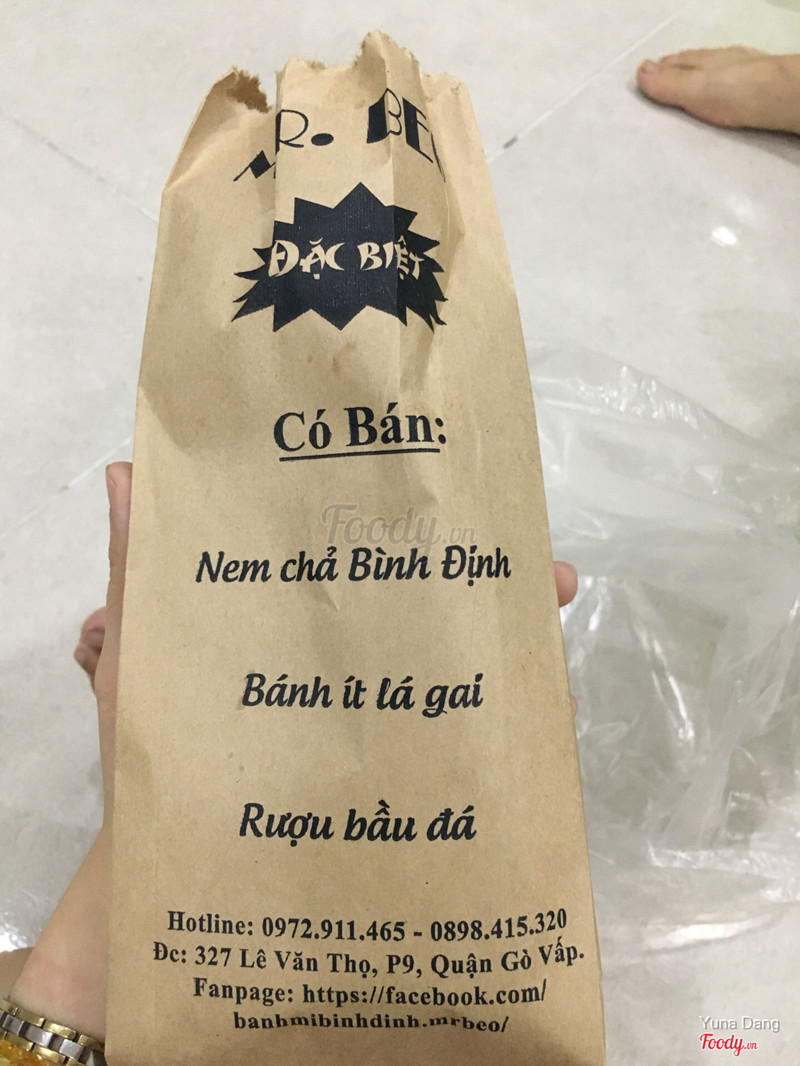 MR. BEO
ĐẶC BIỆT
Có Bán:
Foody.vn
Nem chả Bình Định
Bánh ít lá gai
Rượu bầu đá
Hotline: 0972.911.465 - 0898.415.320
Đc: 327 Lê Văn Thọ, P9, Quận Gò Vấp.
Fanpage: https://facebook.com/
banhmibinhdinh.mrbeo/
Yuna Dang
Foody.vn